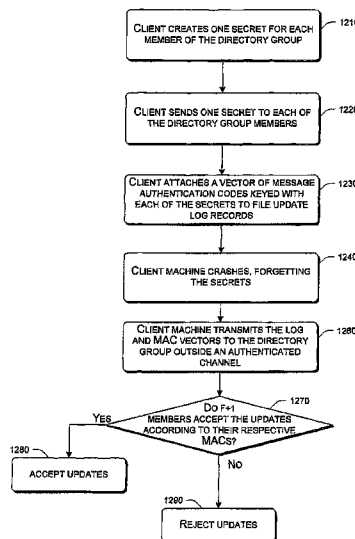 1210
CLIENT CREATES ONE SECRET FOR EACH
MEMBER OF THE DIRECTORY GROUP
1220
CLIENT SENDS ONE SECRET TO EACH OF
THE DIRECTORY GROUP MEMBERS
1230
CLIENT ATTACHES A VECTOR OF MESSAGE
AUTHENTICATION CODES KEYED WITH
EACH OF THE SECRETS TO FILE UPDATE
LOG RECORDS
1240
CLIENT MACHINE CRASHES, FORGETTING
THE SECRETS
1260
CLIENT MACHINE TRANSMITS THE LOG
AND MAC VECTORS TO THE DIRECTORY
GROUP OUTSIDE AN AUTHENTICATED
CHANNEL
1270
DO F+1
MEMBERS ACCEPT THE UPDATES
ACCORDING TO THEIR RESPECTIVE
MACS?
YES
NO
1280
ACCEPT UPDATES
1290
REJECT UPDATES